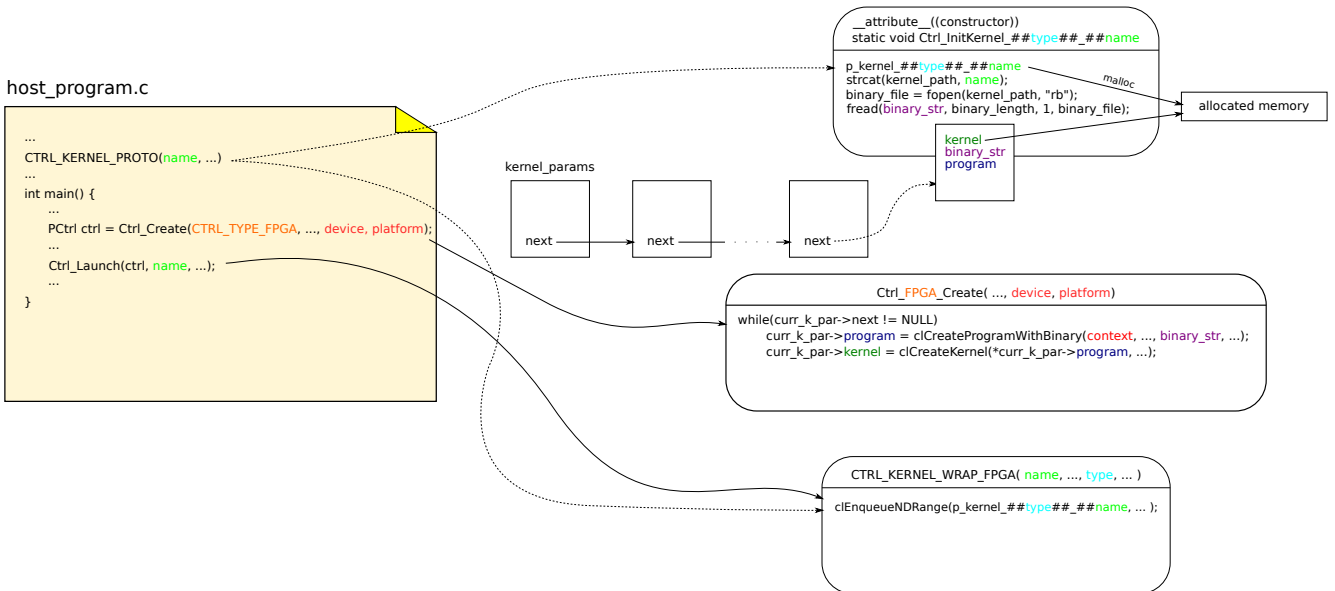 host_program.c
...
CTRL_KERNEL_PROTO(name, ...)
...
int main() {
...
PCtrl ctrl = Ctrl_Create(CTRL_TYPE_FPGA, ..., device, platform);
...
Ctrl_Launch(ctrl, name, ...);
...
}
__attribute__((constructor))
static void Ctrl_InitKernel_##type##_##name
p_kernel_##type##_##name
strcat(kernel_path, name);
binary_file = fopen(kernel_path, "rb");
fread(binary_str, binary_length, 1, binary_file);
malloc
allocated memory
kernel
binary_str
program
kernel_params
next
next
next
Ctrl_FPGA_Create( ..., device, platform)
while(curr_k_par->next != NULL)
curr_k_par->program = clCreateProgramWithBinary(context, ..., binary_str, ...);
curr_k_par->kernel = clCreateKernel(*curr_k_par->program, ...);
CTRL_KERNEL_WRAP_FPGA( name, ..., type, ... )
clEnqueueNDRange(p_kernel_##type##_##name, ... );